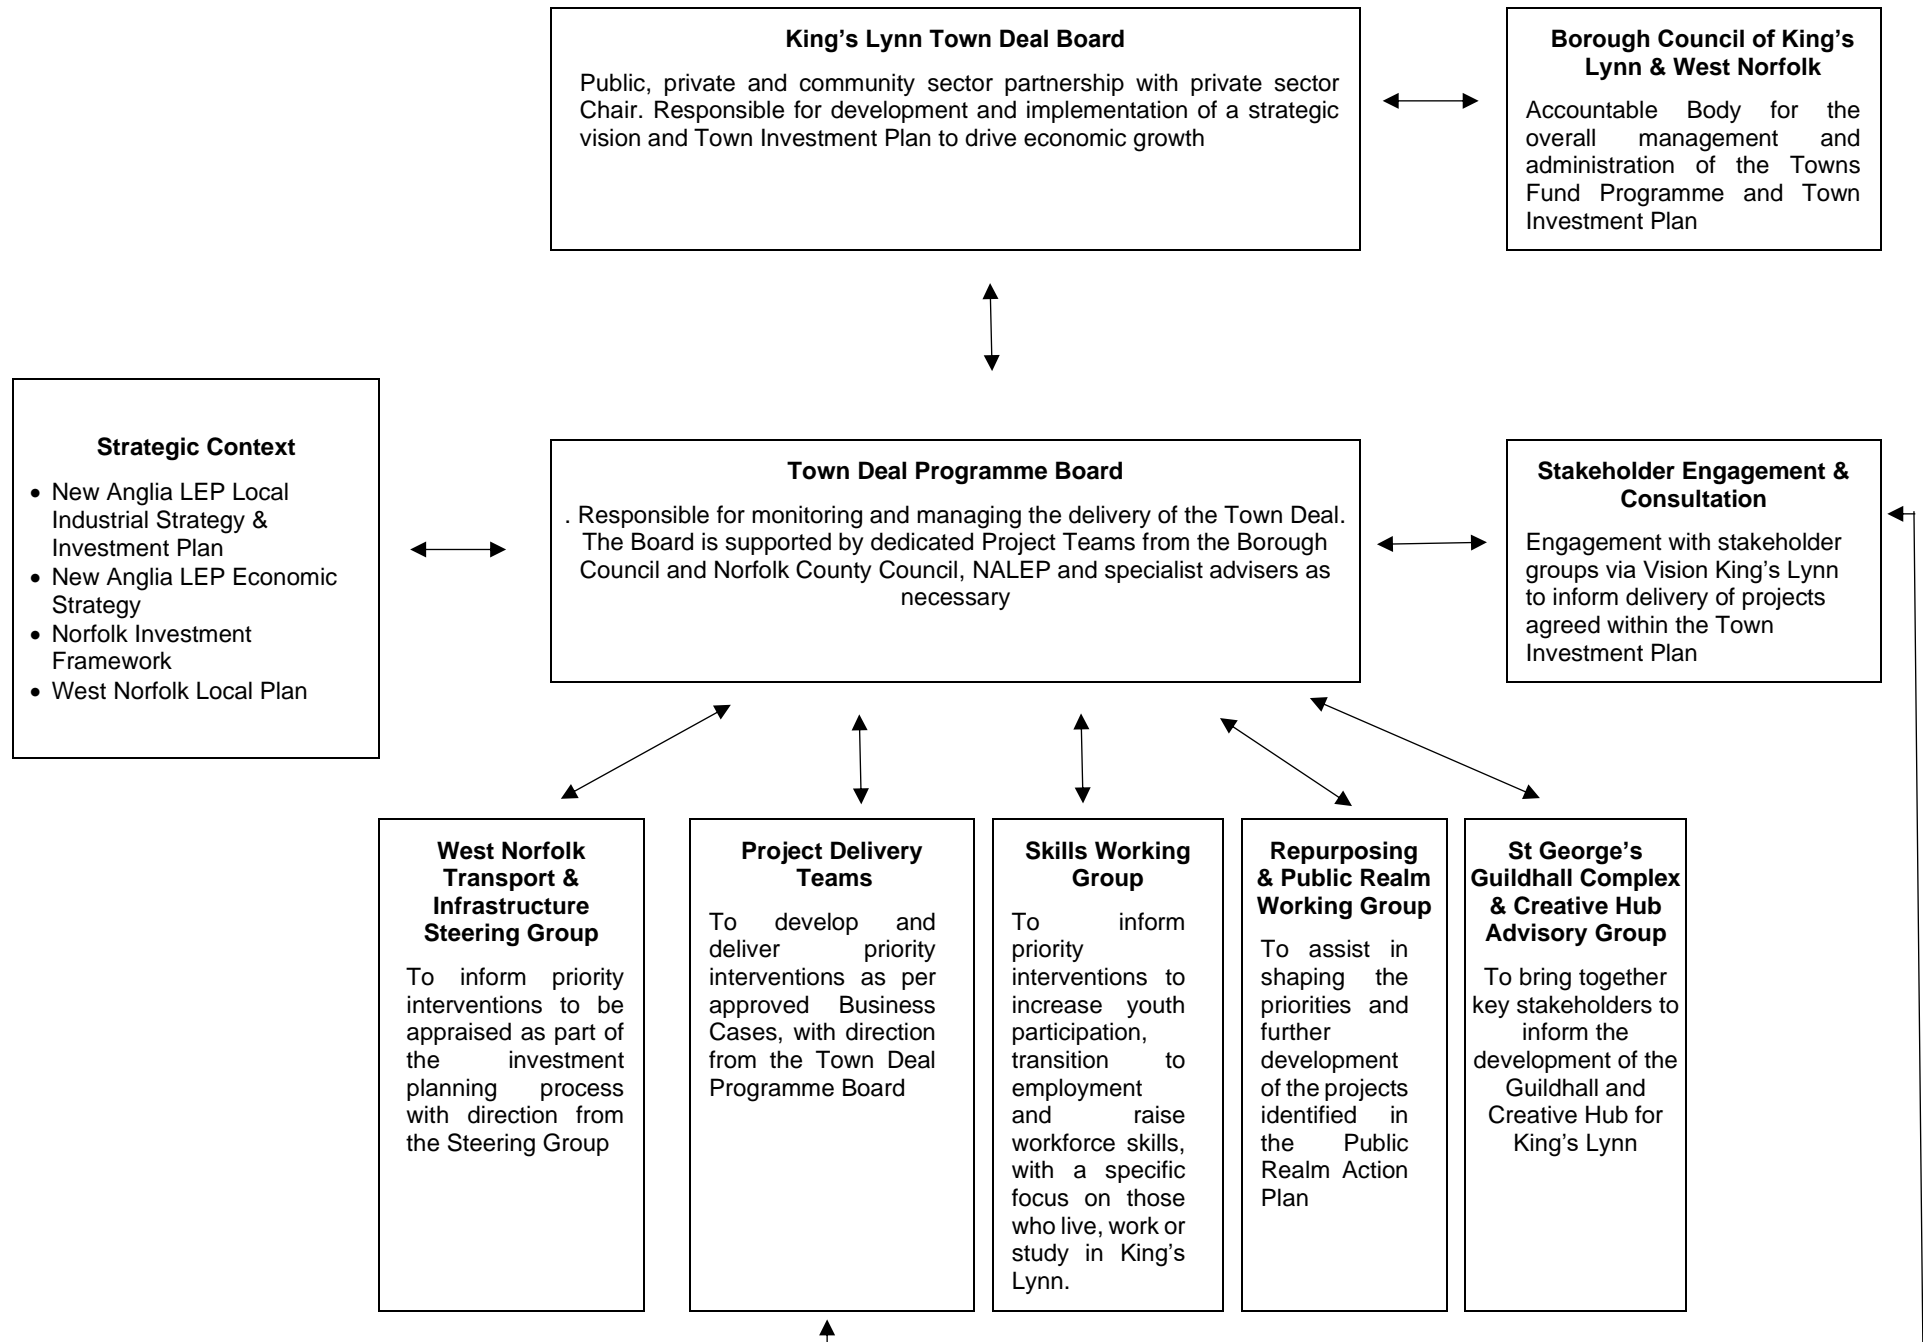 King's Lynn Town Deal Board
Public, private and community sector partnership with private sector
Chair. Responsible for development and implementation of a strategic
vision and Town Investment Plan to drive economic growth
Borough Council of King's
Lynn & West Norfolk
Accountable Body for the
overall management and
administration of the Towns
Fund Programme and Town
Investment Plan
Strategic Context
• New Anglia LEP Local
Industrial Strategy &
Investment Plan
• New Anglia LEP Economic
Strategy
• Norfolk Investment
Framework
• West Norfolk Local Plan
Town Deal Programme Board
. Responsible for monitoring and managing the delivery of the Town Deal.
The Board is supported by dedicated Project Teams from the Borough
Council and Norfolk County Council, NALEP and specialist advisers as
necessary
Stakeholder Engagement &
Consultation
Engagement with stakeholder
groups via Vision King's Lynn
to inform delivery of projects
agreed within the Town
Investment Plan
West Norfolk
Transport &
Infrastructure
Steering Group
To inform priority
interventions to be
appraised as part of
the investment
planning process
with direction from
the Steering Group
Project Delivery
Teams
To develop and
deliver priority
interventions as per
approved Business
Cases, with direction
from the Town Deal
Programme Board
Skills Working
Group
To inform
priority
interventions to
increase youth
participation,
transition to
employment
and raise
workforce skills,
with a specific
focus on those
who live, work or
study in King's
Lynn.
Repurposing
& Public Realm
Working Group
To assist in
shaping the
priorities and
further
development
of the projects
identified in
the Public
Realm Action
Plan
St George's
Guildhall Complex
& Creative Hub
Advisory Group
To bring together
key stakeholders to
inform the
development of the
Guildhall and
Creative Hub for
King's Lynn